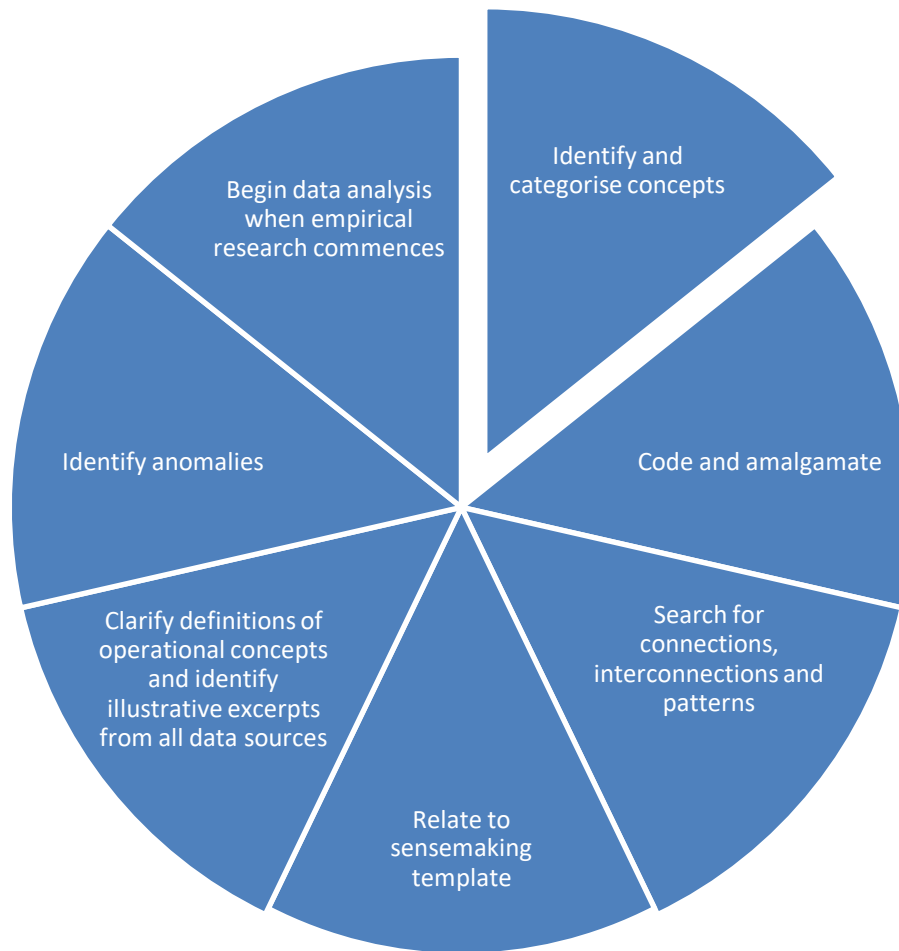 Identify and
categorise concepts
Begin data analysis
when empirical
research commences
Identify anomalies
Code and amalgamate
Search for
connections,
interconnections and
patterns
Clarify definitions of
operational concepts
and identify
illustrative excerpts
from all data sources
Relate to
sensemaking
template